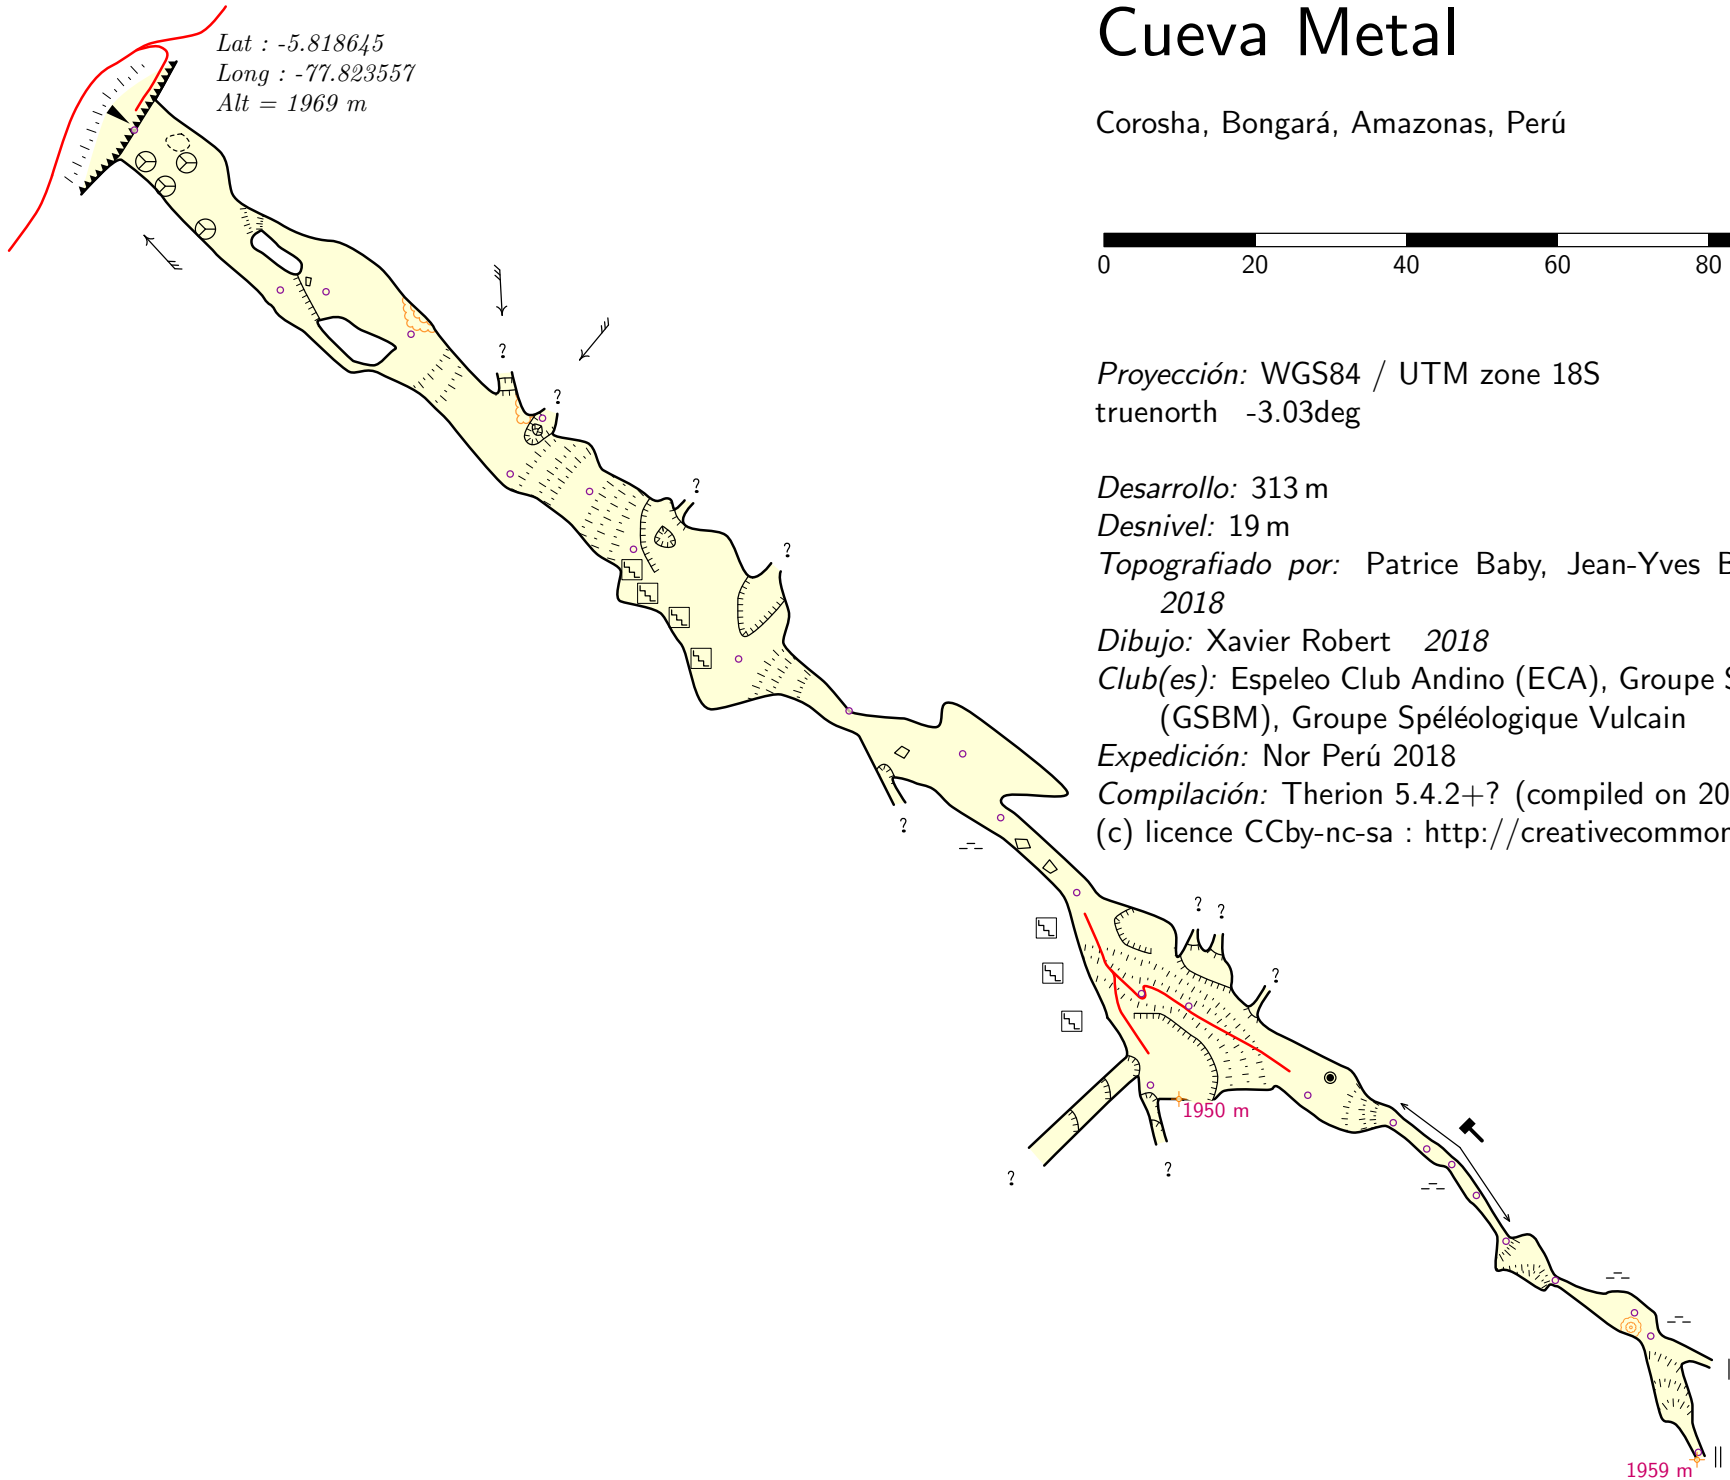 Lat : -5.818645
Long : -77.823557
Alt = 1969 m
Cueva Metal
Corosha, Bongará, Amazonas, Perú
0 20 40 60 80
Proyección: WGS84 / UTM zone 18S
truenorth -3.03deg
Desarrollo: 313 m
Desnivel: 19 m
Topografiado por: Patrice Baby, Jean-Yves B
2018
Dibujo: Xavier Robert 2018
Club(es): Espeleo Club Andino (ECA), Groupe S
(GSBM), Groupe Spéléologique Vulcain
Expedición: Nor Perú 2018
Compilación: Therion 5.4.2+? (compiled on 20
(c) licence CCby-nc-sa : http://creativecommon
?
?
?
?
?
? ?
?
1950 m
?
?
1959 m